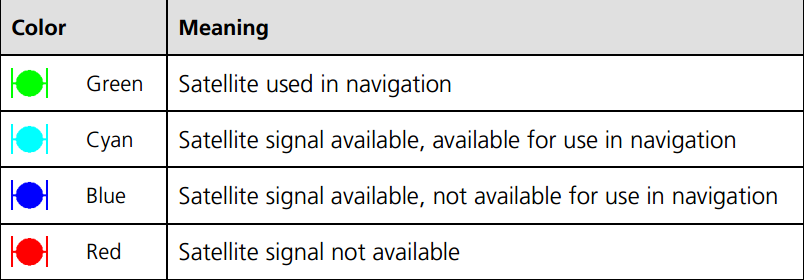 Color Meaning
Green Satellite used in navigation
Cyan Satellite signal available, available for use in navigation
Blue Satellite signal available, not available for use in navigation
Red Satellite signal not available